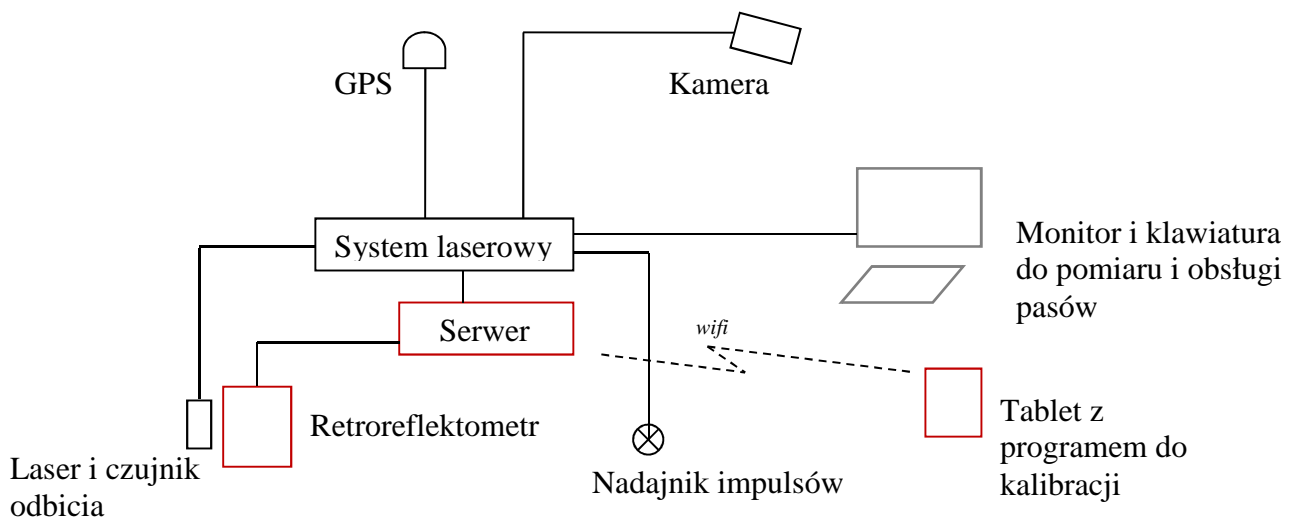 GPS
Kamera
System laserowy
Monitor i klawiatura
do pomiaru i obsługi
pasów
Serwer
wifi
Retroreflektometr
Tablet z
programem do
kalibracji
Laser i czujnik
odbicia
Nadajnik impulsów